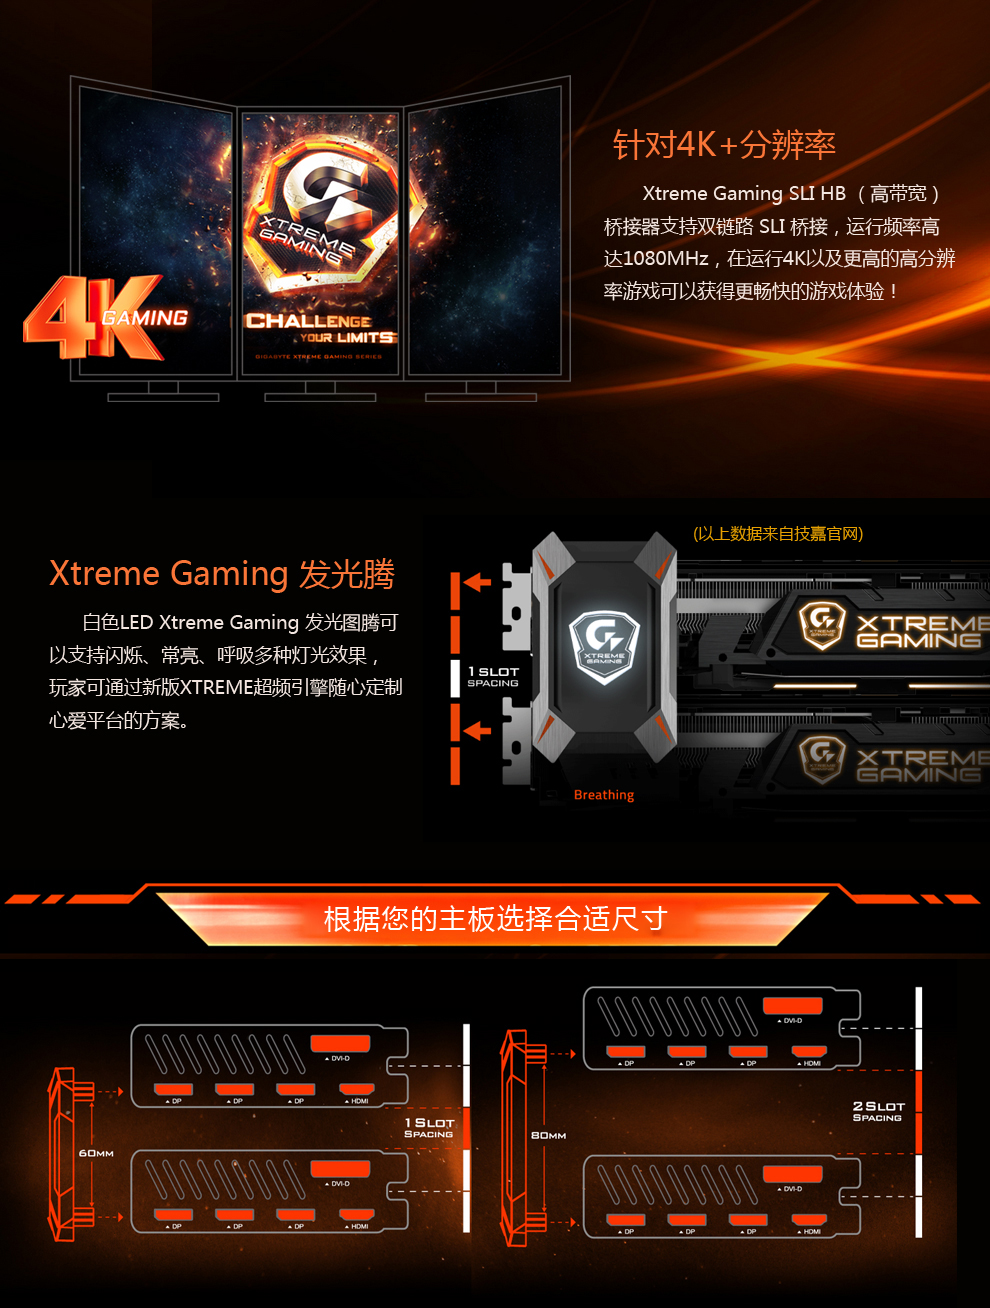 针对4K+分辨率
Xtreme Gaming SLI HB（高带宽）
桥接器支持双链路 SLI 桥接，运行频率高
达1080MHz，在运行4K以及更高的高分辨
率游戏可以获得更畅快的游戏体验！
XTREME
GAMING
4K GAMING
CHALLENGE
YOUR LIMITS
GIGABYTE XTREME GAMING SERIES
(以上数据来自技嘉官网)
Xtreme Gaming 发光腾
白色LED Xtreme Gaming 发光图腾可
以支持闪烁、常亮、呼吸多种灯光效果，
玩家可通过新版XTREME超频引擎随心定制
心爱平台的方案。
1 SLOT
SPACING
XTREME
GAMING
XTREME
GAMING
XTREME
GAMING
XTREME
GAMING
XTREME
GAMING
Breathing
根据您的主板选择合适尺寸
DVI-D
DP DP DP HDMI
1 SLOT
SPACING
60MM
DVI-D
DP DP DP HDMI
DVI-D
DP DP DP HDMI
2 SLOT
SPACING
80MM
DVI-D
DP DP DP HDMI